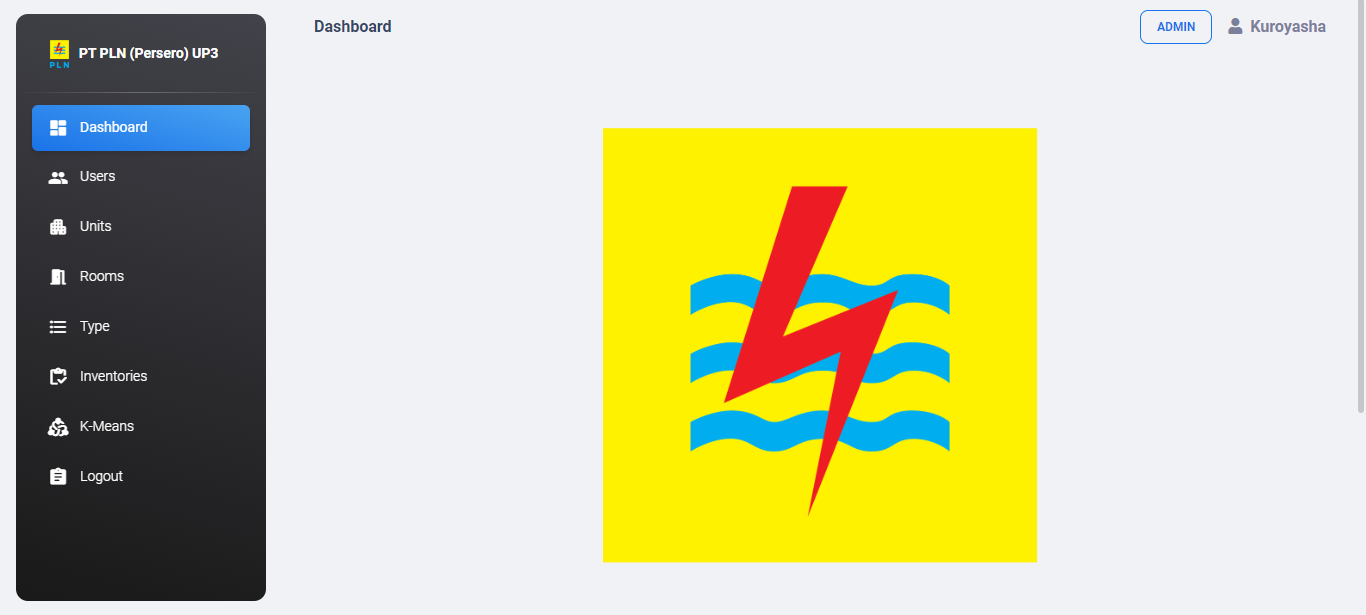 PT PLN (Persero) UP3
PLN
Dashboard
Users
Units
Rooms
Type
Inventories
K-Means
Logout
Dashboard
ADMIN
Kuroyasha